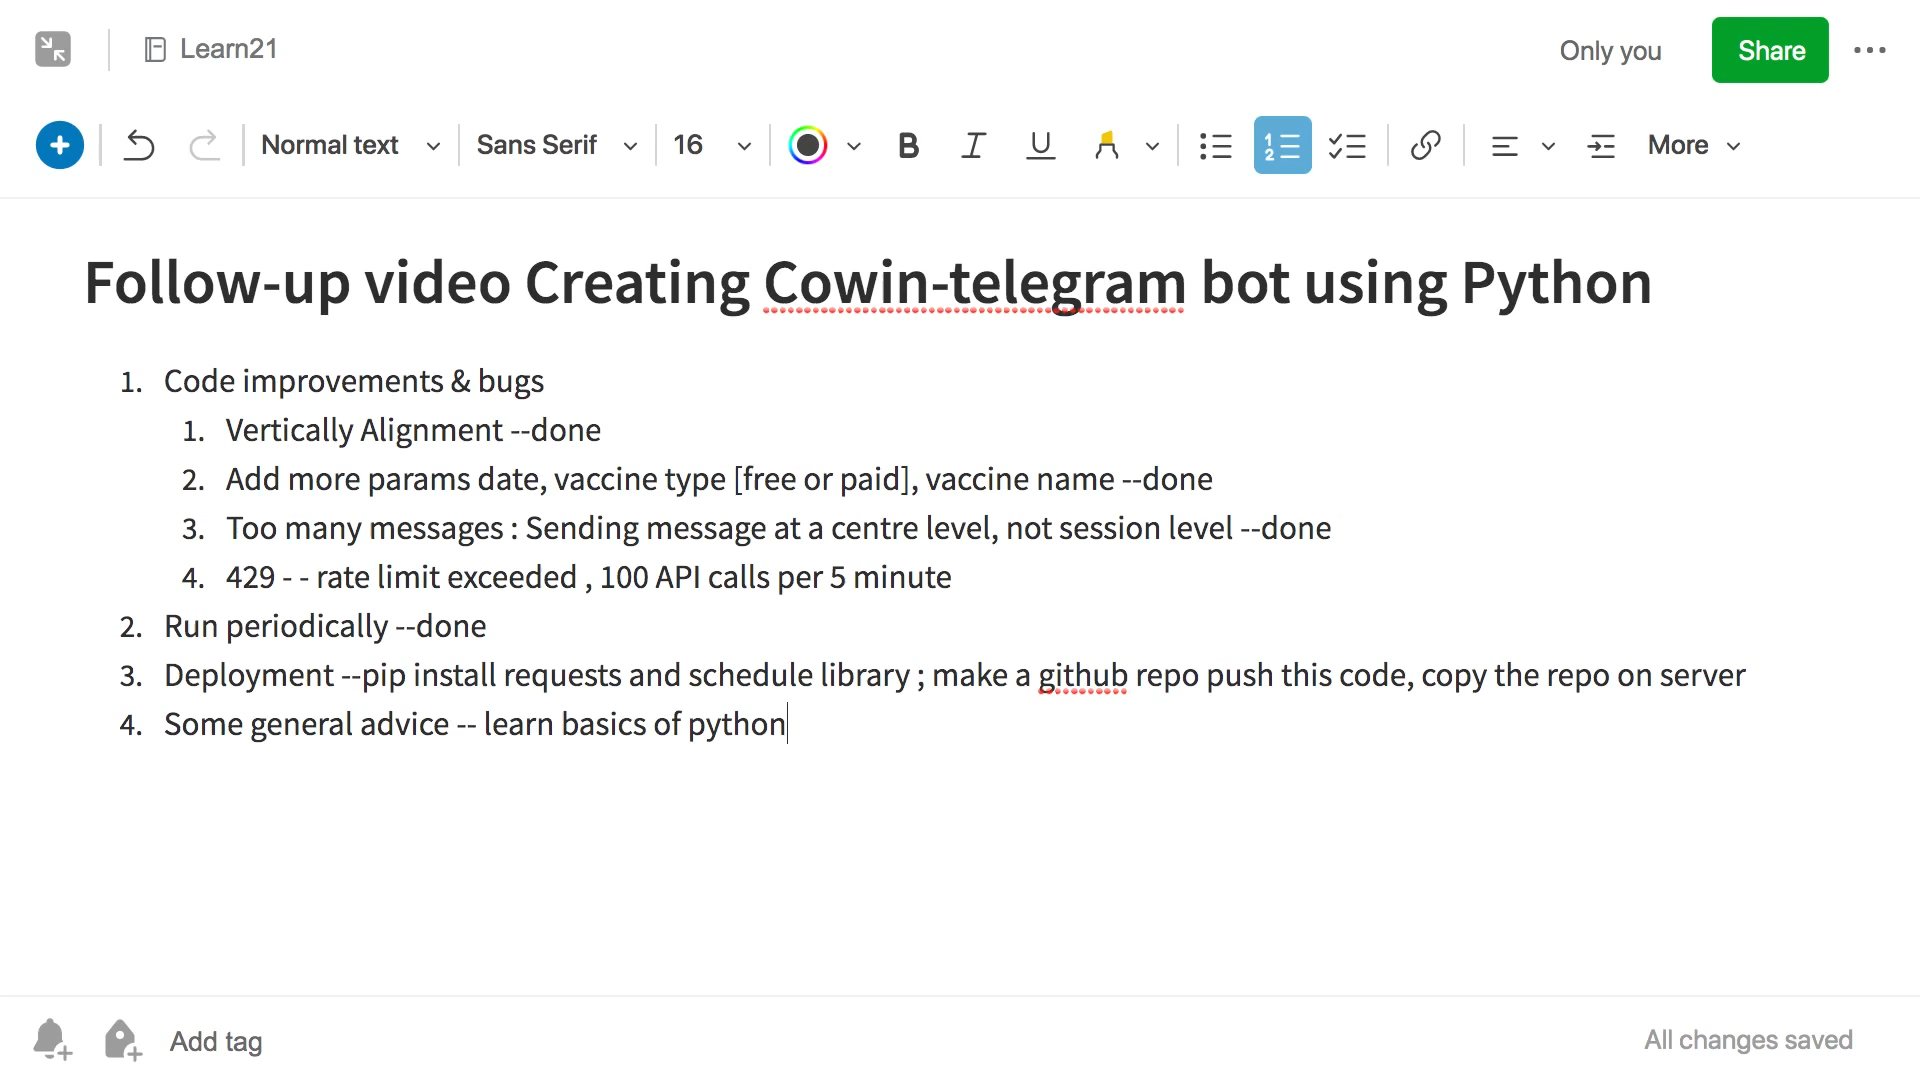 Learn21
Only you
Share
Normal text
Sans Serif
16
B
I
U
More
Follow-up video Creating Cowin-telegram bot using Python
1. Code improvements & bugs
1. Vertically Alignment --done
2. Add more params date, vaccine type [free or paid], vaccine name --done
3. Too many messages : Sending message at a centre level, not session level --done
4. 429 - - rate limit exceeded , 100 API calls per 5 minute
2. Run periodically --done
3. Deployment --pip install requests and schedule library ; make a github repo push this code, copy the repo on server
4. Some general advice -- learn basics of python
Add tag
All changes saved